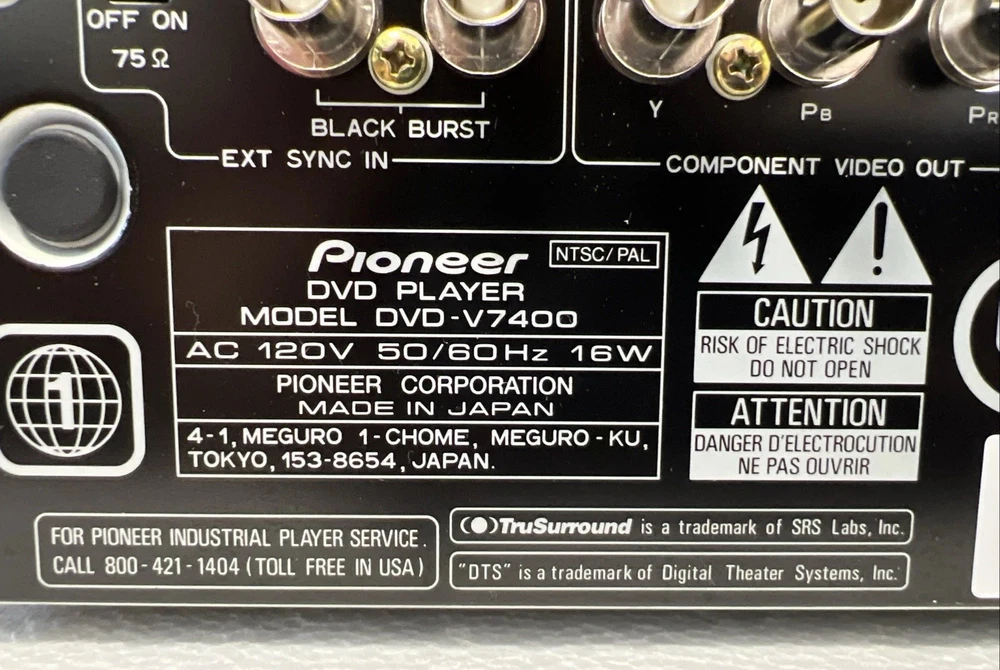 OFF ON
75Ω
BLACK BURST
EXT SYNC IN
Y
PB
PR
COMPONENT VIDEO OUT
Pioneer
NTSC/PAL
DVD PLAYER
MODEL DVD-V7400
AC 120V 50/60Hz 16W
PIONEER CORPORATION
MADE IN JAPAN
4-1, MEGURO 1-CHOME, MEGURO-KU,
TOKYO, 153-8654, JAPAN.
CAUTION
RISK OF ELECTRIC SHOCK
DO NOT OPEN
ATTENTION
DANGER D'ELECTROCUTION
NE PAS OUVRIR
1
FOR PIONEER INDUSTRIAL PLAYER SERVICE.
CALL 800-421-1404 (TOLL FREE IN USA)
TruSurround is a trademark of SRS Labs, Inc.
"DTS" is a trademark of Digital Theater Systems, Inc.